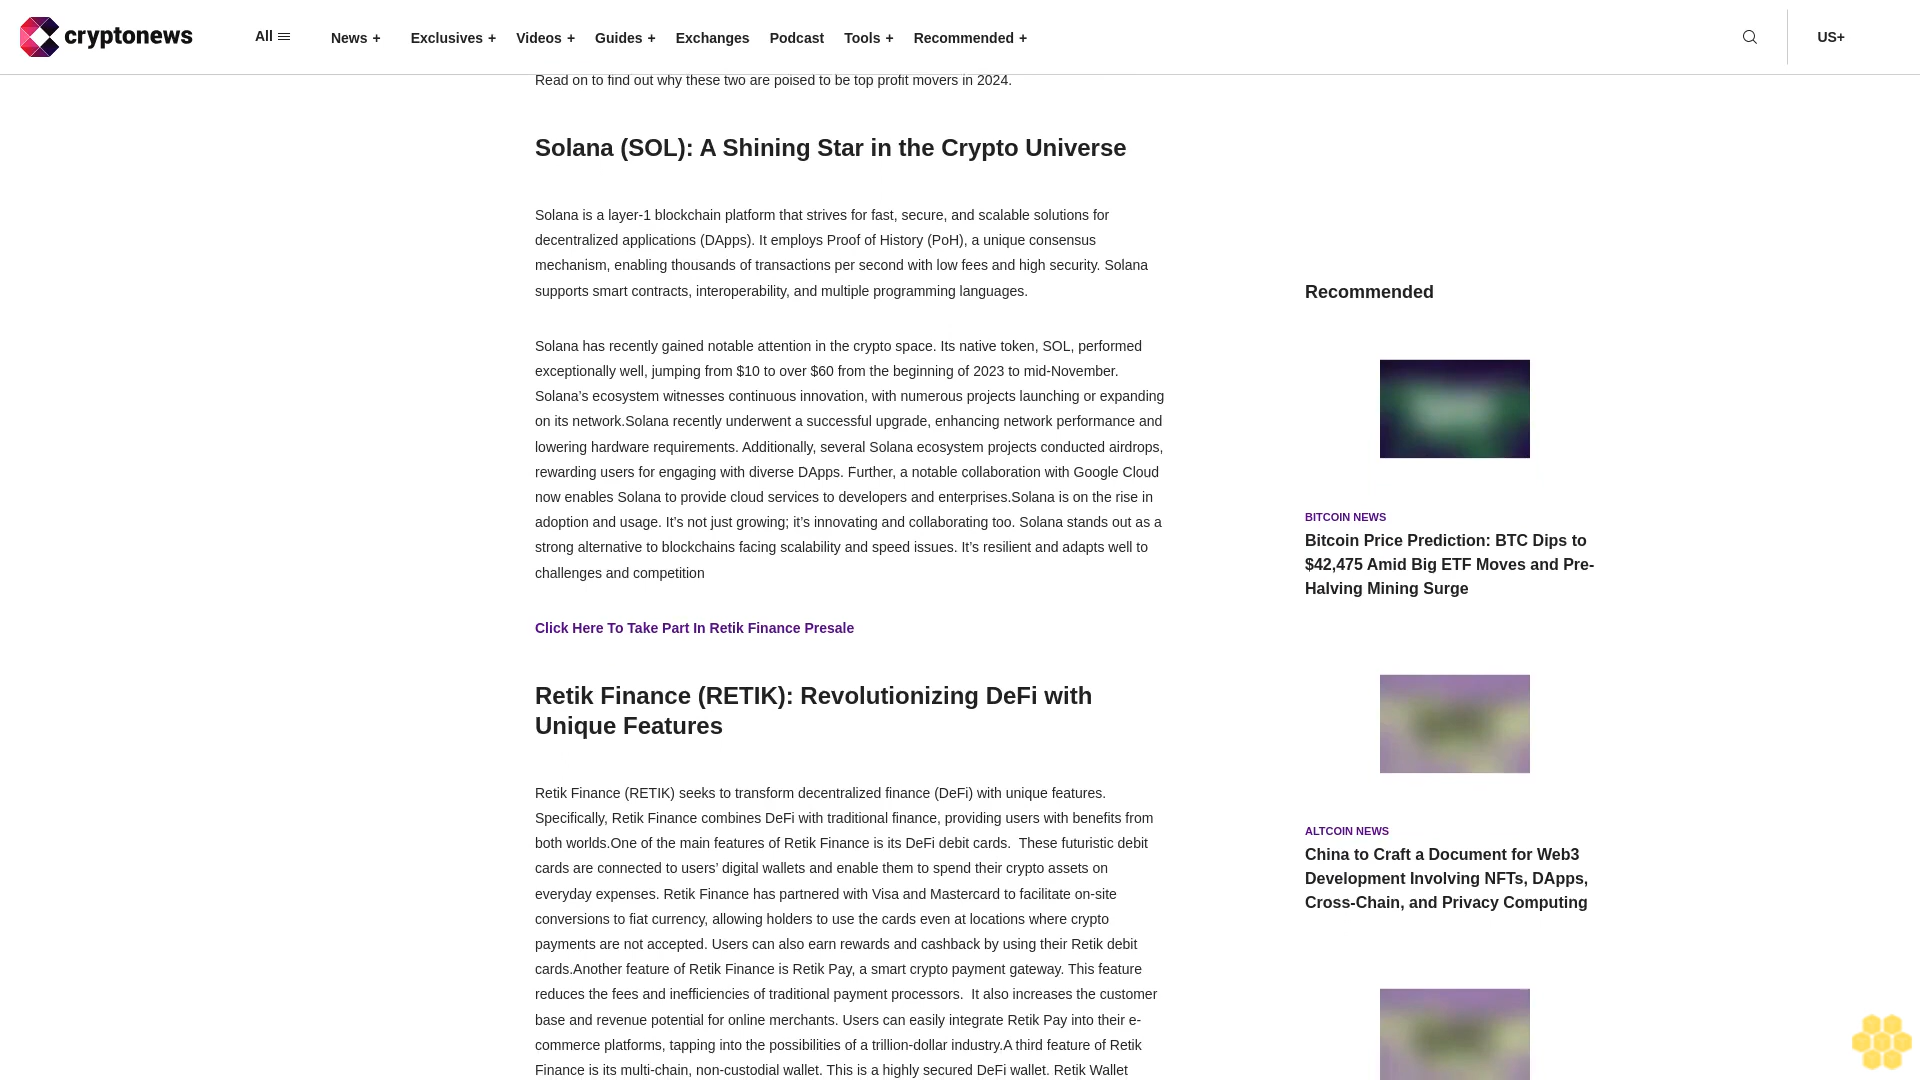 cryptonews
All
News +
Exclusives +
Videos +
Guides +
Exchanges
Podcast
Tools +
Recommended +
US+
Read on to find out why these two are poised to be top profit movers in 2024.
Solana (SOL): A Shining Star in the Crypto Universe
Solana is a layer-1 blockchain platform that strives for fast, secure, and scalable solutions for
decentralized applications (DApps). It employs Proof of History (PoH), a unique consensus
mechanism, enabling thousands of transactions per second with low fees and high security. Solana
supports smart contracts, interoperability, and multiple programming languages.
Solana has recently gained notable attention in the crypto space. Its native token, SOL, performed
exceptionally well, jumping from $10 to over $60 from the beginning of 2023 to mid-November.
Solana’s ecosystem witnesses continuous innovation, with numerous projects launching or expanding
on its network.Solana recently underwent a successful upgrade, enhancing network performance and
lowering hardware requirements. Additionally, several Solana ecosystem projects conducted airdrops,
rewarding users for engaging with diverse DApps. Further, a notable collaboration with Google Cloud
now enables Solana to provide cloud services to developers and enterprises.Solana is on the rise in
adoption and usage. It’s not just growing; it’s innovating and collaborating too. Solana stands out as a
strong alternative to blockchains facing scalability and speed issues. It’s resilient and adapts well to
challenges and competition
Click Here To Take Part In Retik Finance Presale
Retik Finance (RETIK): Revolutionizing DeFi with
Unique Features
Retik Finance (RETIK) seeks to transform decentralized finance (DeFi) with unique features.
Specifically, Retik Finance combines DeFi with traditional finance, providing users with benefits from
both worlds.One of the main features of Retik Finance is its DeFi debit cards.  These futuristic debit
cards are connected to users’ digital wallets and enable them to spend their crypto assets on
everyday expenses. Retik Finance has partnered with Visa and Mastercard to facilitate on-site
conversions to fiat currency, allowing holders to use the cards even at locations where crypto
payments are not accepted. Users can also earn rewards and cashback by using their Retik debit
cards.Another feature of Retik Finance is Retik Pay, a smart crypto payment gateway. This feature
reduces the fees and inefficiencies of traditional payment processors.  It also increases the customer
base and revenue potential for online merchants. Users can easily integrate Retik Pay into their e-
commerce platforms, tapping into the possibilities of a trillion-dollar industry.A third feature of Retik
Finance is its multi-chain, non-custodial wallet. This is a highly secured DeFi wallet. Retik Wallet
Recommended
BITCOIN NEWS
Bitcoin Price Prediction: BTC Dips to
$42,475 Amid Big ETF Moves and Pre-
Halving Mining Surge
ALTCOIN NEWS
China to Craft a Document for Web3
Development Involving NFTs, DApps,
Cross-Chain, and Privacy Computing